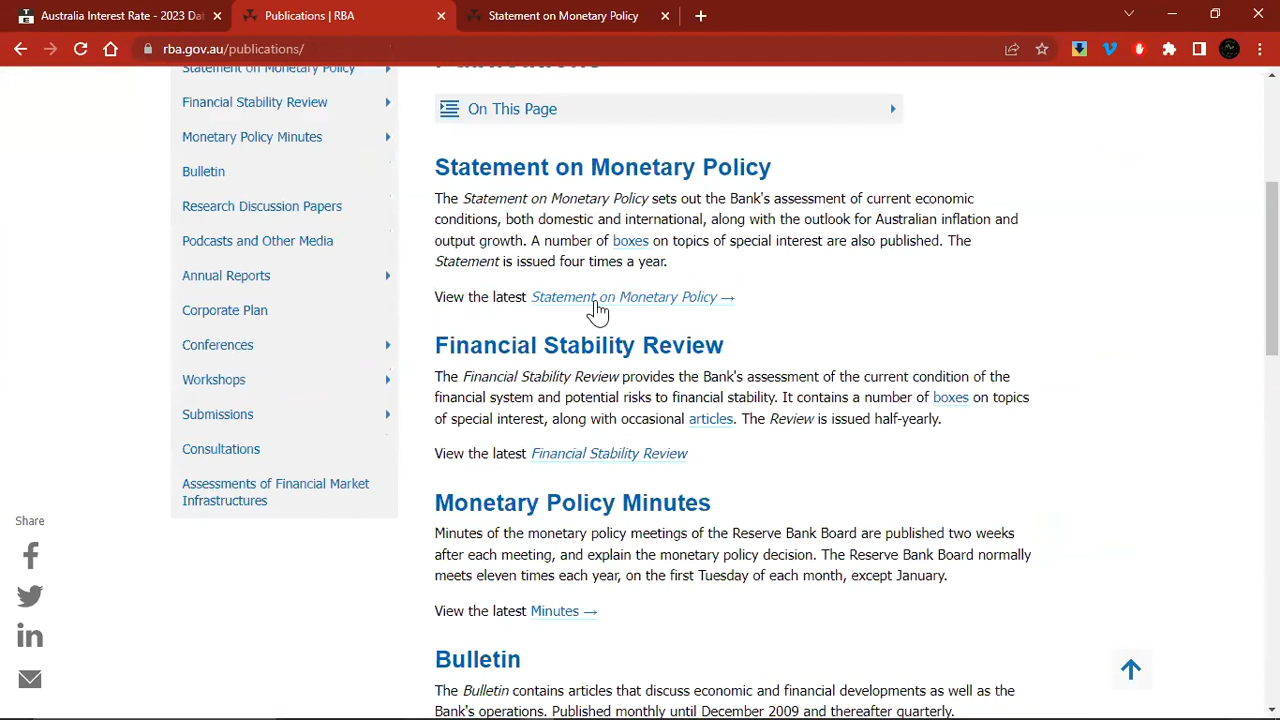 Australia Interest Rate - 2023 Dat
Publications | RBA
Statement on Monetary Policy
rba.gov.au/publications/
Statement on Monetary Policy
Financial Stability Review
Monetary Policy Minutes
Bulletin
Research Discussion Papers
Podcasts and Other Media
Annual Reports
Corporate Plan
Conferences
Workshops
Submissions
Consultations
Assessments of Financial Market
Infrastructures
Share
On This Page
Statement on Monetary Policy
The Statement on Monetary Policy sets out the Bank's assessment of current economic
conditions, both domestic and international, along with the outlook for Australian inflation and
output growth. A number of boxes on topics of special interest are also published. The
Statement is issued four times a year.
View the latest Statement on Monetary Policy →
Financial Stability Review
The Financial Stability Review provides the Bank's assessment of the current condition of the
financial system and potential risks to financial stability. It contains a number of boxes on topics
of special interest, along with occasional articles. The Review is issued half-yearly.
View the latest Financial Stability Review
Monetary Policy Minutes
Minutes of the monetary policy meetings of the Reserve Bank Board are published two weeks
after each meeting, and explain the monetary policy decision. The Reserve Bank Board normally
meets eleven times each year, on the first Tuesday of each month, except January.
View the latest Minutes →
Bulletin
The Bulletin contains articles that discuss economic and financial developments as well as the
Bank's operations. Published monthly until December 2009 and thereafter quarterly.